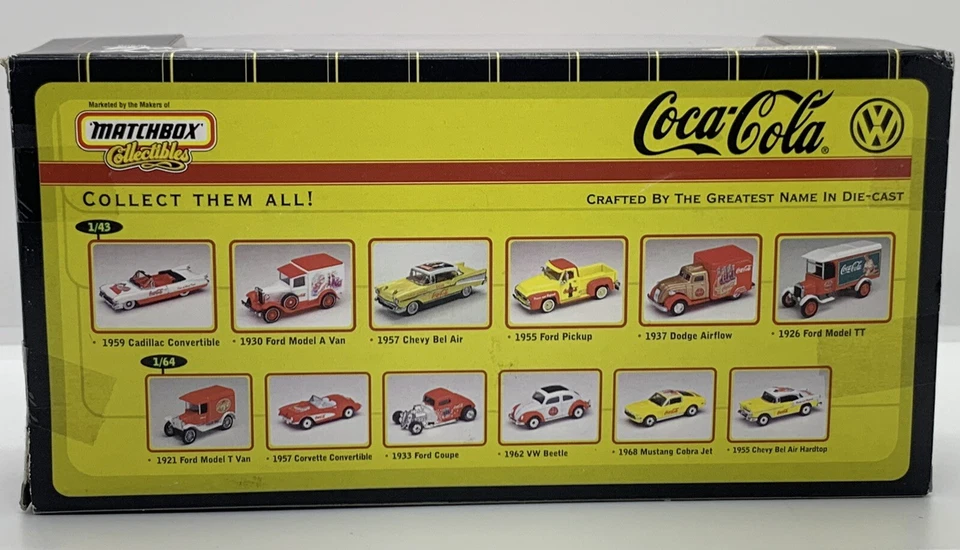 Marketed by the Makers of
MATCHBOX
Collectibles
Coca-Cola®
VW
COLLECT THEM ALL!
CRAFTED BY THE GREATEST NAME IN DIE-CAST
1/43
• 1959 Cadillac Convertible • 1930 Ford Model A Van • 1957 Chevy Bel Air • 1955 Ford Pickup • 1937 Dodge Airflow • 1926 Ford Model TT
1/64
• 1921 Ford Model T Van • 1957 Corvette Convertible • 1933 Ford Coupe • 1962 VW Beetle • 1968 Mustang Cobra Jet • 1955 Chevy Bel Air Hardtop